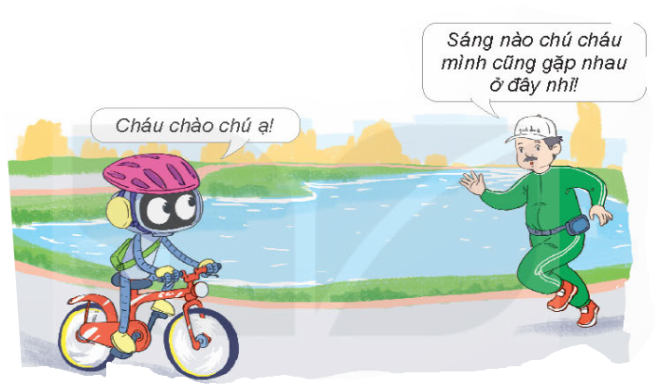 Cháu chào chú ạ!
Sáng nào chú cháu
mình cũng gặp nhau
ở đây nhỉ!